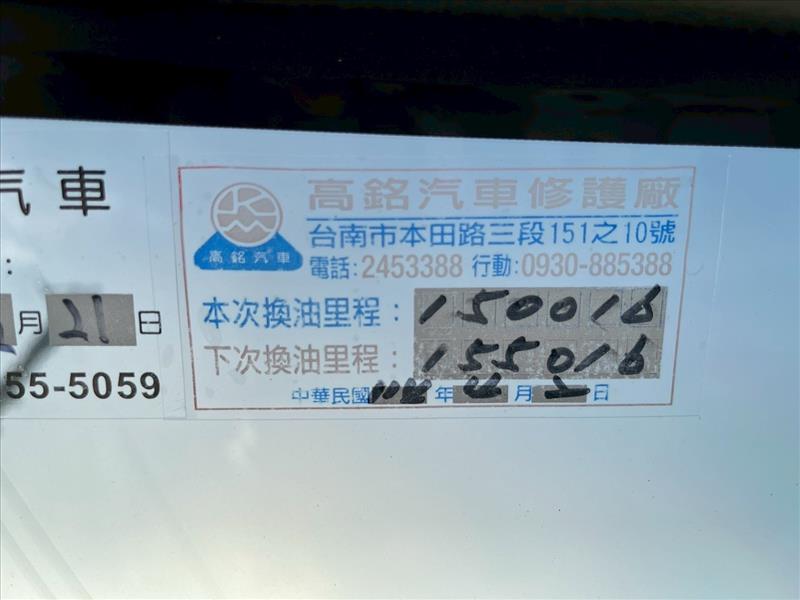 汽車
:
月 21 日
55-5059
高銘汽車修護廠
高銘汽車
台南市本田路三段151之10號
電話:2453388 行動:0930-885388
本次換油里程: 150016
下次換油里程: 155016
中華民國 年 月 日